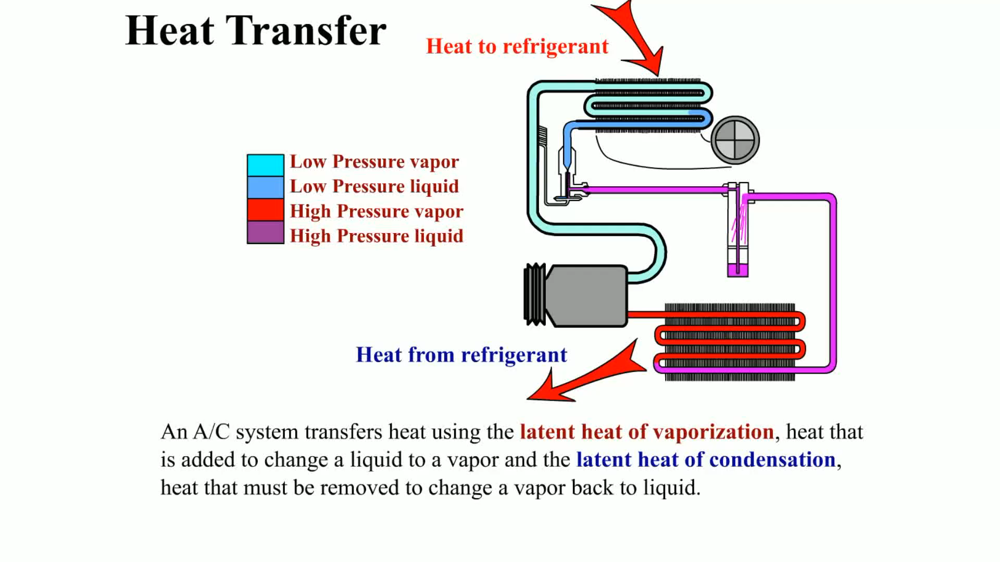 Heat Transfer
Heat to refrigerant
Low Pressure vapor
Low Pressure liquid
High Pressure vapor
High Pressure liquid
Heat from refrigerant
An A/C system transfers heat using the latent heat of vaporization, heat that
is added to change a liquid to a vapor and the latent heat of condensation,
heat that must be removed to change a vapor back to liquid.